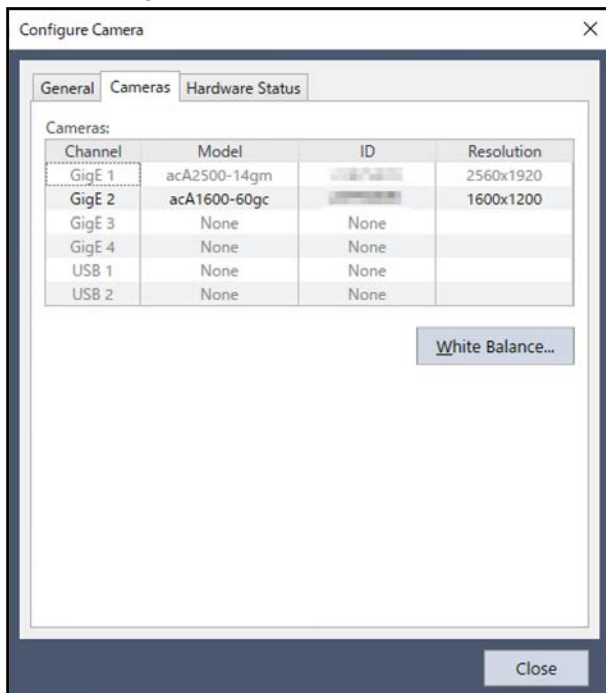 Configure Camera
General Cameras Hardware Status
Cameras:
Channel Model ID Resolution
GigE 1 acA2500-14gm 2560x1920
GigE 2 acA1600-60gc 1600x1200
GigE 3 None None
GigE 4 None None
USB 1 None None
USB 2 None None
White Balance...
Close